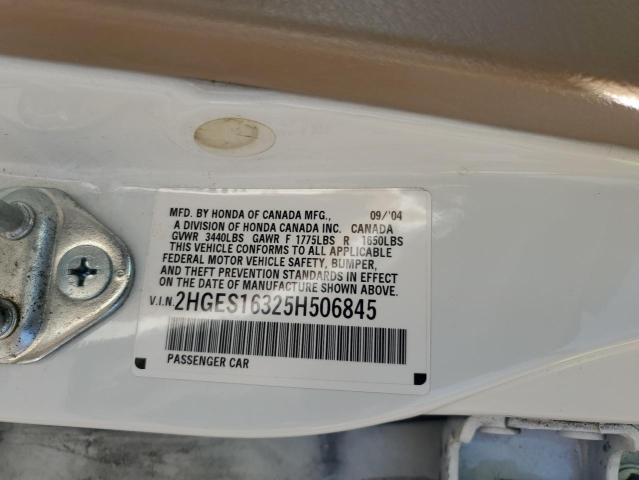 MFD. BY HONDA OF CANADA MFG., 09/'04
A DIVISION OF HONDA CANADA INC. CANADA
GVWR 3440LBS GAWR F 1775LBS R 1650LBS
THIS VEHICLE CONFORMS TO ALL APPLICABLE
FEDERAL MOTOR VEHICLE SAFETY, BUMPER,
AND THEFT PREVENTION STANDARDS IN EFFECT
ON THE DATE OF MANUFACTURE SHOWN ABOVE.
V.I.N. 2HGES16325H506845
PASSENGER CAR